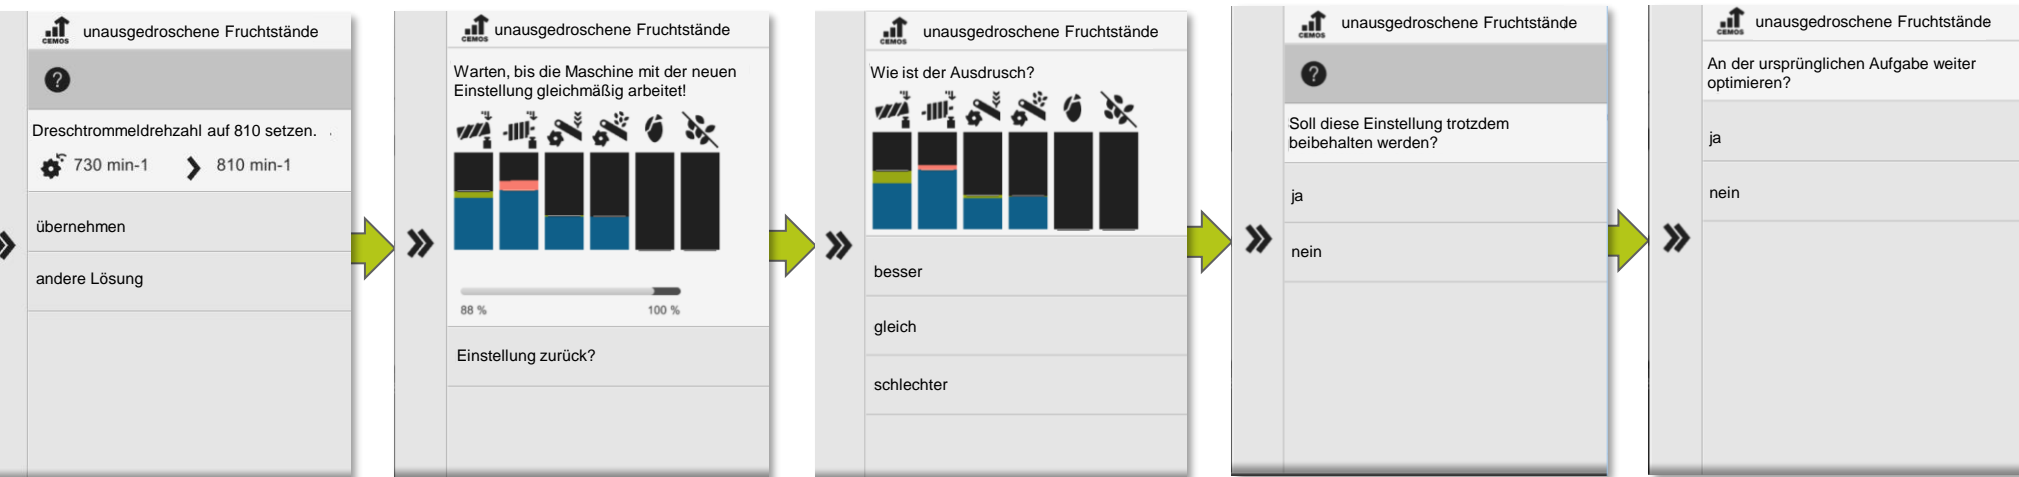 CEMOS
unausgedroschene Fruchtstände
?
Dreschtrommeldrehzahl auf 810 setzen.
730 min-1
810 min-1
übernehmen
andere Lösung
CEMOS
unausgedroschene Fruchtstände
Warten, bis die Maschine mit der neuen
Einstellung gleichmäßig arbeitet!
88 %
100 %
Einstellung zurück?
CEMOS
unausgedroschene Fruchtstände
Wie ist der Ausdrusch?
besser
gleich
schlechter
CEMOS
unausgedroschene Fruchtstände
?
Soll diese Einstellung trotzdem
beibehalten werden?
ja
nein
CEMOS
unausgedroschene Fruchtstände
An der ursprünglichen Aufgabe weiter
optimieren?
ja
nein